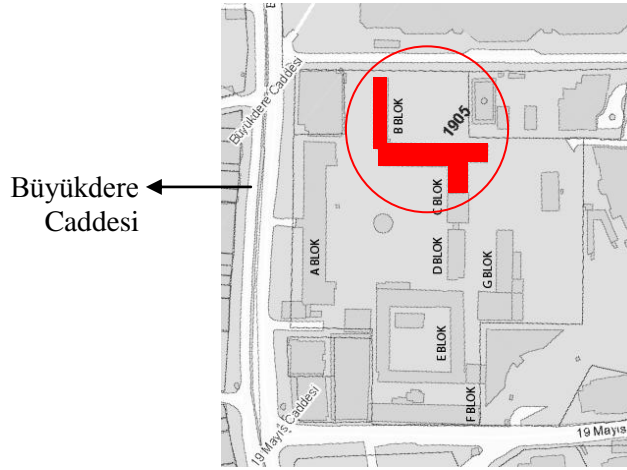 Büyükdere
Caddesi
Büyükdere Caddesi
B BLOK
1905
C BLOK
A BLOK
D BLOK
G BLOK
E BLOK
F BLOK
19 Mayıs Caddesi
19 Mayıs